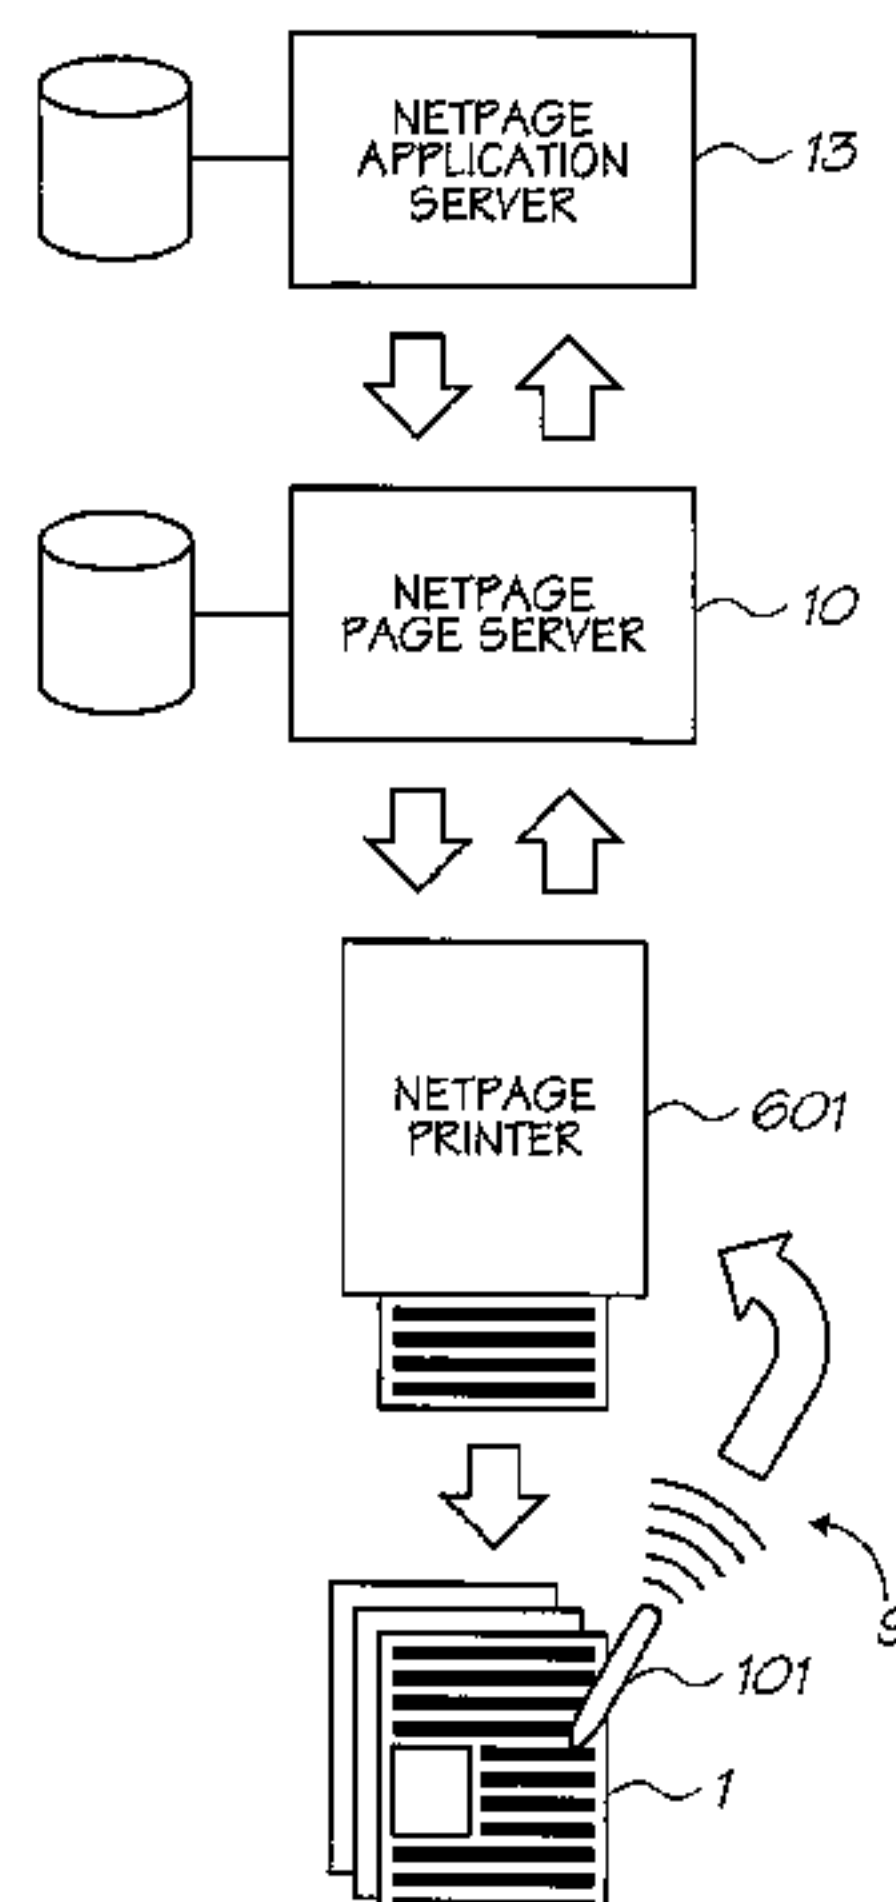 NETPAGE
APPLICATION
SERVER
13
NETPAGE
PAGE SERVER
10
NETPAGE
PRINTER
601
101
1